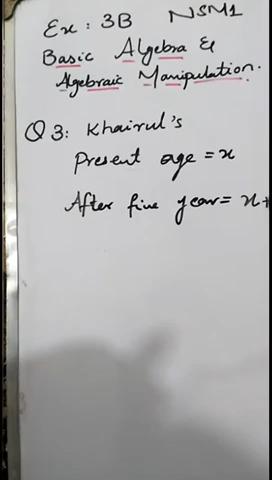 Ex: 3B NSM1
Basic Algebra &
Algebraic Manipulation.
Q 3: Khairul's
Present age = x
After five year = x +